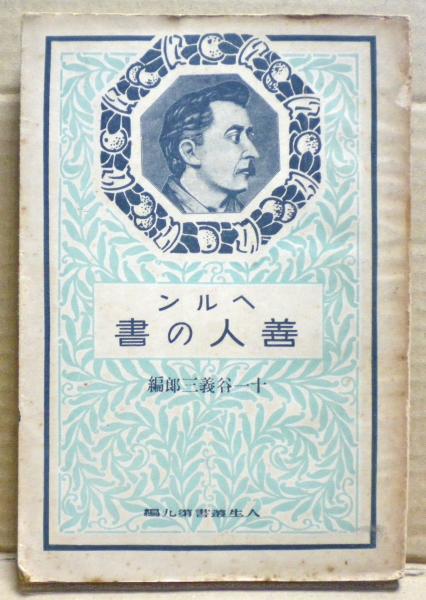 ヘルン
善人の書
十一谷義三郎編
人生叢書第九編